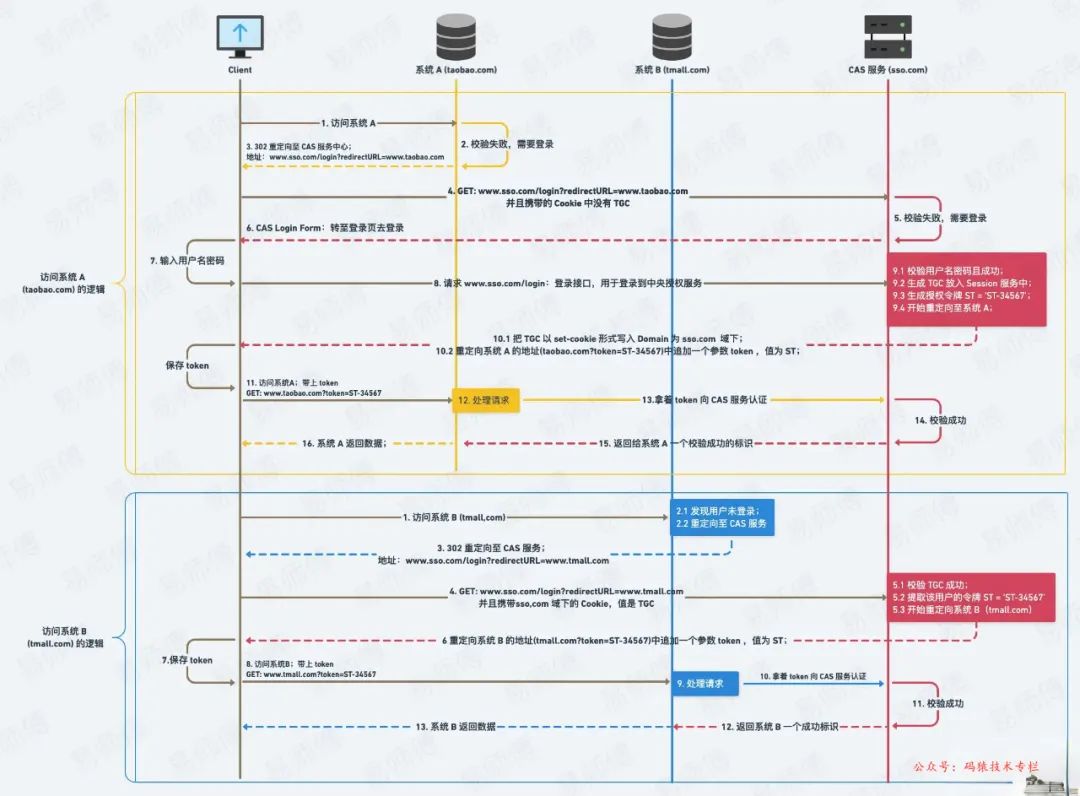 Client
系统 A (taobao.com)
系统 B (tmall.com)
CAS 服务 (sso.com)
1. 访问系统 A
2. 校验失败，需要登录
3. 302 重定向至 CAS 服务中心；
地址：www.sso.com/login?redirectURL=www.taobao.com
4. GET: www.sso.com/login?redirectURL=www.taobao.com
并且携带的 Cookie 中没有 TGC
5. 校验失败，需要登录
6. CAS Login Form：转至登录页去登录
7. 输入用户名密码
访问系统 A
(taobao.com) 的逻辑
8. 请求 www.sso.com/login：登录接口，用于登录到中央授权服务
9.1 校验用户名密码且成功；
9.2 生成 TGC 放入 Session 服务中；
9.3 生成授权令牌 ST = 'ST-34567'；
9.4 开始重定向至系统 A；
10.1 把 TGC 以 set-cookie 形式写入 Domain 为 sso.com 域下；
10.2 重定向系统 A 的地址(taobao.com?token=ST-34567)中追加一个参数 token ，值为 ST；
保存 token
11. 访问系统A；带上 token
GET: www.taobao.com?token=ST-34567
12. 处理请求
13.拿着 token 向 CAS 服务认证
14. 校验成功
15. 返回给系统 A 一个校验成功的标识
16. 系统 A 返回数据；
1. 访问系统 B (tmall,com)
2.1 发现用户未登录；
2.2 重定向至 CAS 服务
3. 302 重定向至 CAS 服务；
地址：www.sso.com/login?redirectURL=www.tmall.com
4. GET: www.sso.com/login?redirectURL=www.tmall.com
并且携带sso.com 域下的 Cookie，值是 TGC
5.1 校验 TGC 成功；
5.2 提取该用户的令牌 ST = 'ST-34567'
5.3 开始重定向系统 B（tmall.com）
访问系统 B
(tmall.com) 的逻辑
6 重定向系统 B 的地址(tmall.com?token=ST-34567)中追加一个参数 token ，值为 ST；
7.保存 token
8. 访问系统B；带上 token
GET: www.tmall.com?token=ST-34567
9. 处理请求
10. 拿着 token 向 CAS 服务认证
11. 校验成功
12. 返回系统 B 一个成功标识
13. 系统 B 返回数据
公众号：码猿技术专栏
易师傅